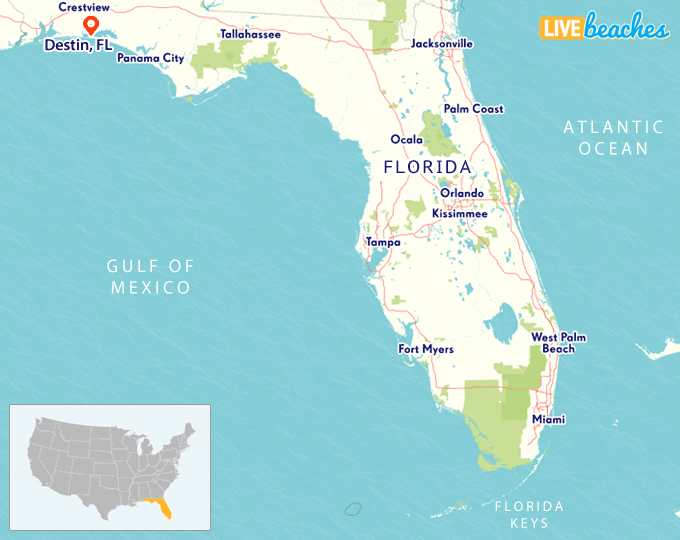 Crestview
Destin, FL
Panama City
Tallahassee
Jacksonville
LIVE beaches
Palm Coast
ATLANTIC
OCEAN
Ocala
FLORIDA
Orlando
Kissimmee
Tampa
GULF OF
MEXICO
West Palm
Beach
Fort Myers
Miami
FLORIDA
KEYS